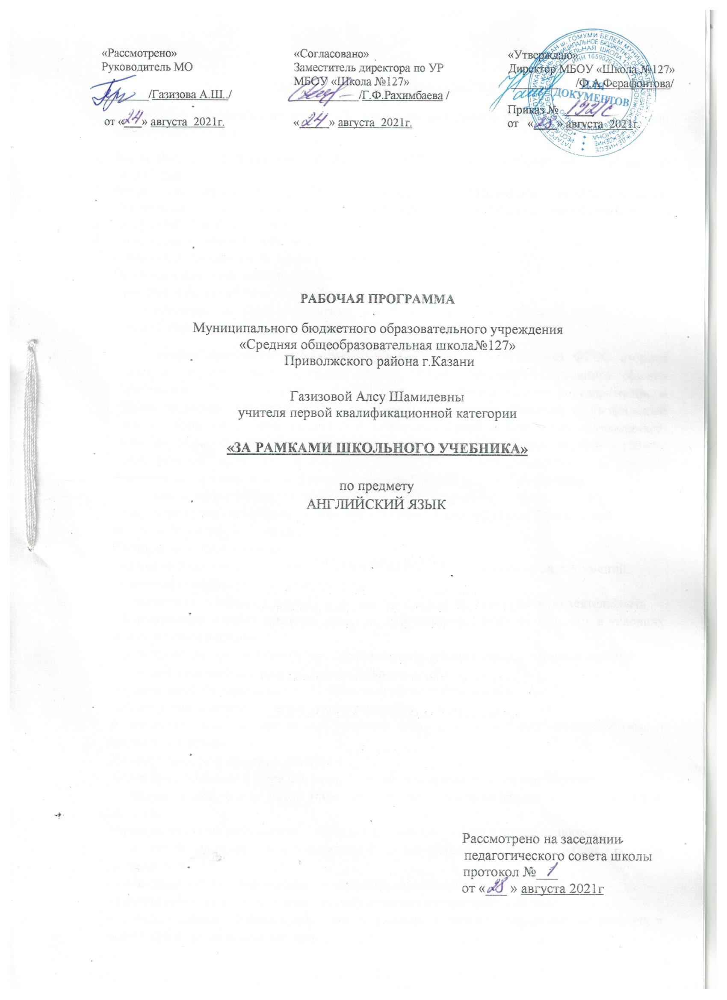 «Рассмотрено»
Руководитель МО
/Газизова А.Ш../
от «24» августа 2021г.
«Согласовано»
Заместитель директора по УР
МБОУ «Школа №127»
/Г.Ф.Рахимбаева /
«24» августа 2021г.
«Утверждаю»
Директор МБОУ «Школа №127»
/Ф.А.Ферафонтова/
Приказ № 192/с
от «28» августа 2021г.
ДЛЯ
ДОКУМЕНТОВ
РАБОЧАЯ ПРОГРАММА
Муниципального бюджетного образовательного учреждения
«Средняя общеобразовательная школа№127»
Приволжского района г.Казани
Газизовой Алсу Шамилевны
учителя первой квалификационной категории
«ЗА РАМКАМИ ШКОЛЬНОГО УЧЕБНИКА»
по предмету
АНГЛИЙСКИЙ ЯЗЫК
Рассмотрено на заседании
педагогического совета школы
протокол № 1
от «28 » августа 2021г